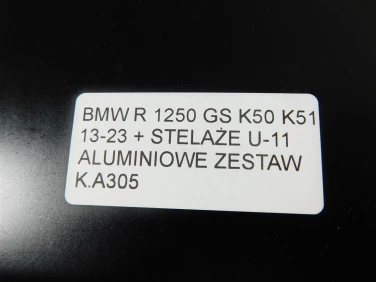 BMW R 1250 GS K50 K51
13-23 + STELAŻE U-11
ALUMINIOWE ZESTAW
K.A305